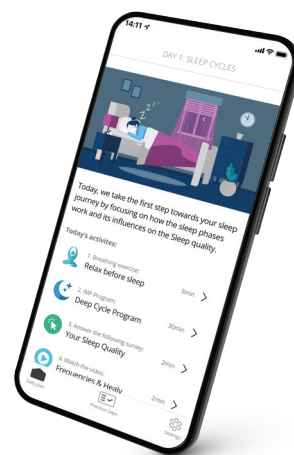 14:11
DAY 1: SLEEP CYCLES
Z Z Z Z
Today, we take the first step towards your sleep
journey by focusing on how the sleep phases
work and its influences on the Sleep quality.
Today's activites:
1. Breathing exercise:
Relax before sleep
3min
2. IMF Program:
Deep Cycle Program
30min
3. Answer the following survey:
Your Sleep Quality
2min
4. Watch the video:
Frequencies & Healy
2min
Daily plan
Previous Days
Settings